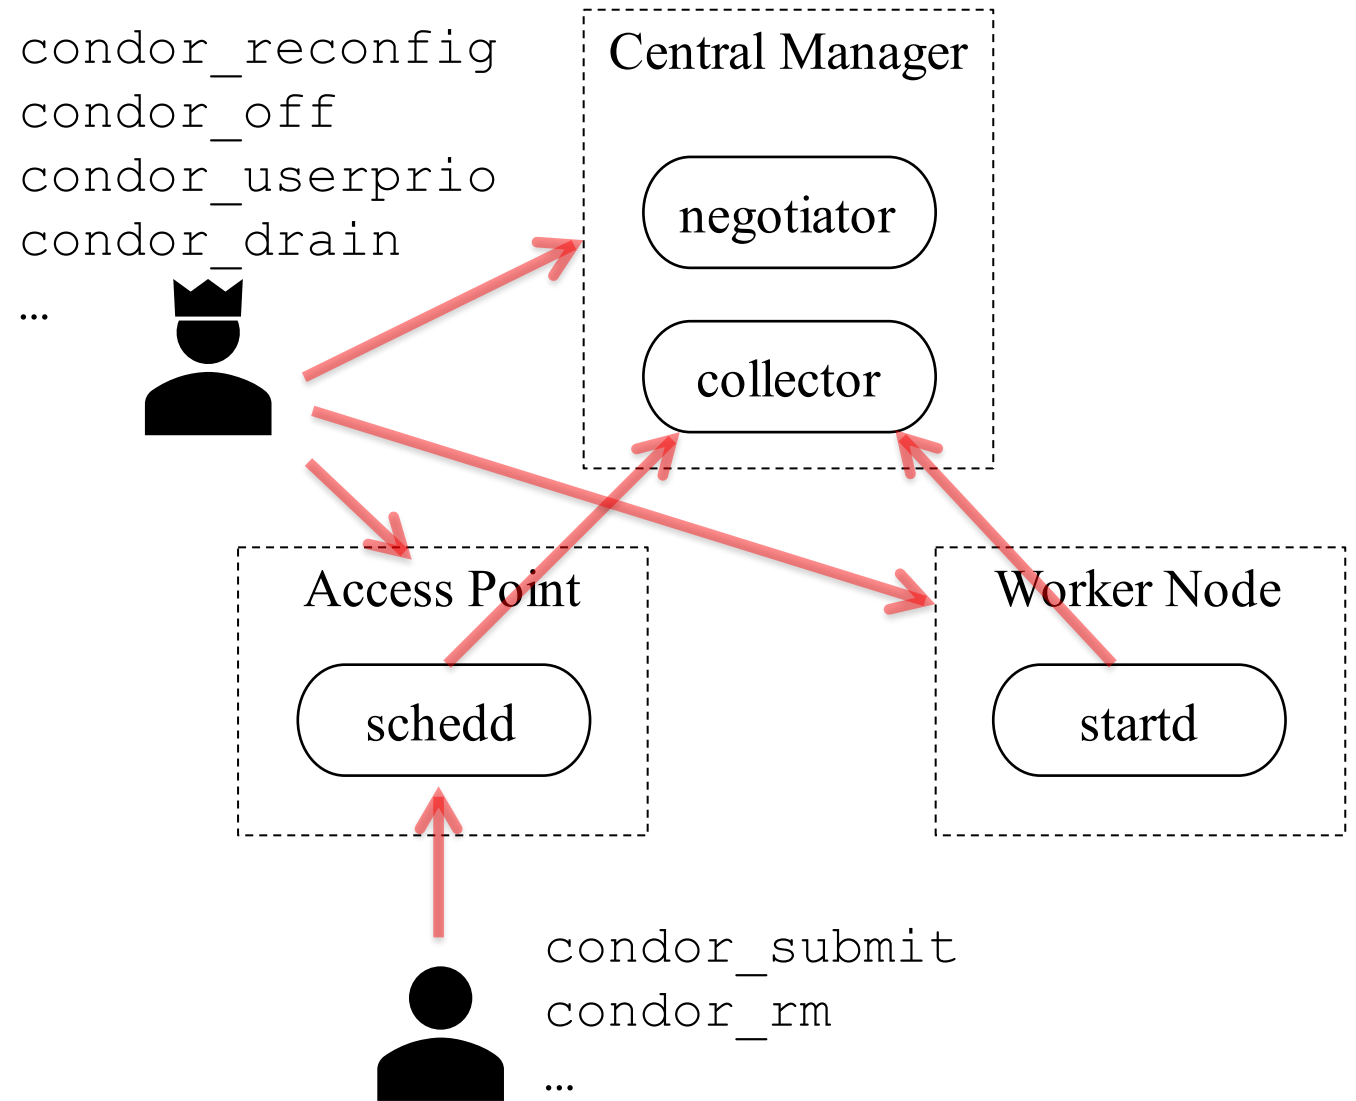 condor_reconfig
condor_off
condor_userprio
condor_drain
...
Central Manager
negotiator
collector
Access Point
schedd
Worker Node
startd
condor_submit
condor_rm
...